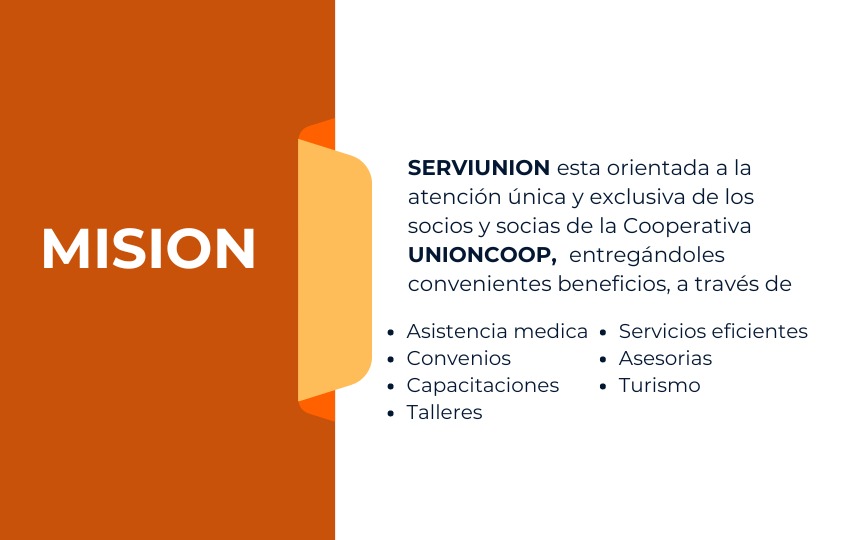 MISION
SERVIUNION esta orientada a la
atención única y exclusiva de los
socios y socias de la Cooperativa
UNIONCOOP,  entregándoles
convenientes beneficios, a través de
• Asistencia medica
• Convenios
• Capacitaciones
• Talleres
• Servicios eficientes
• Asesorias
• Turismo